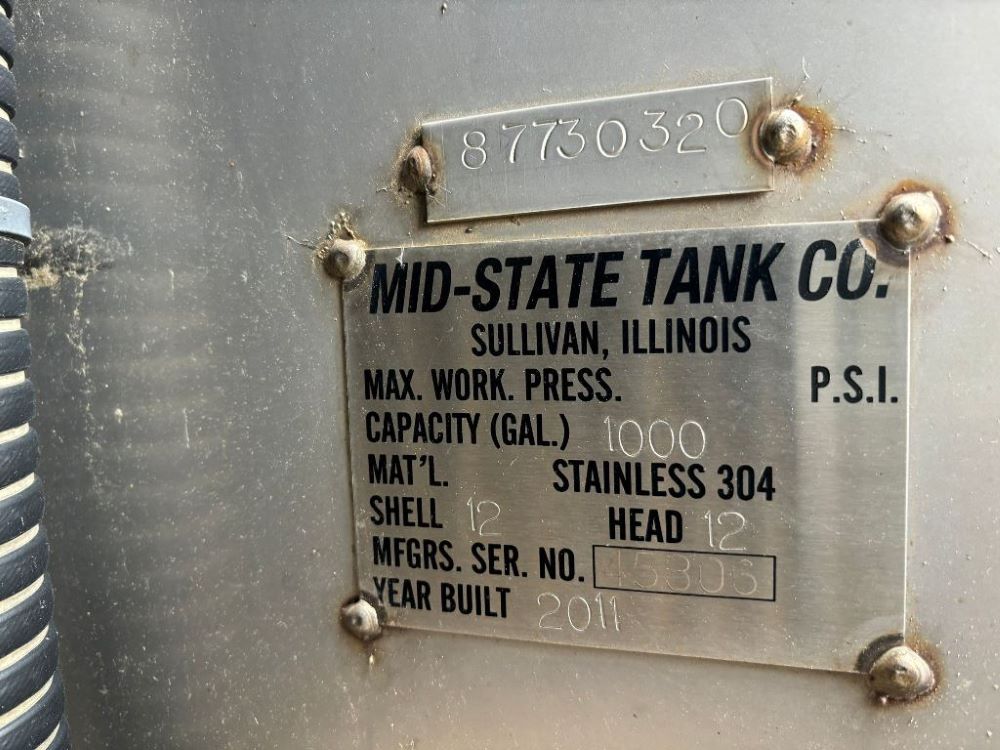 87730320
MID-STATE TANK CO.
SULLIVAN, ILLINOIS
MAX. WORK. PRESS. P.S.I.
CAPACITY (GAL.) 1000
MAT'L. STAINLESS 304
SHELL 12 HEAD 12
MFGRS. SER. NO.
YEAR BUILT 2011